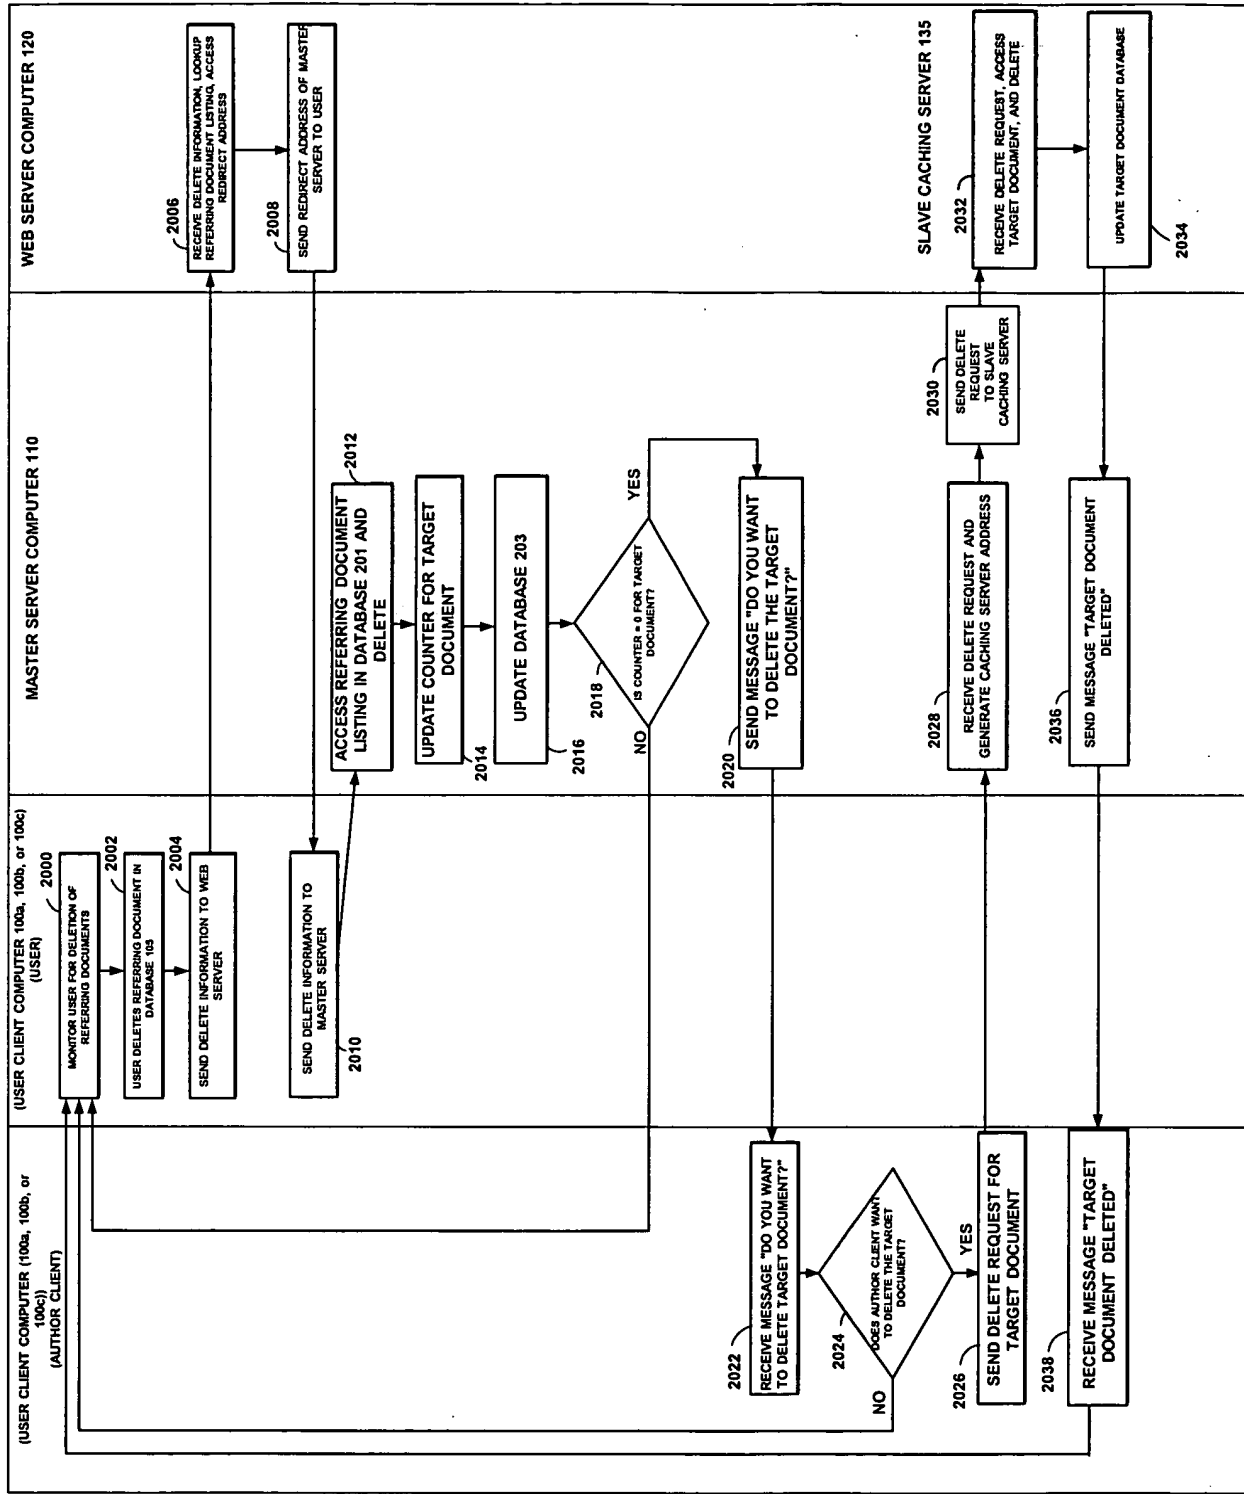 (USER CLIENT COMPUTER (100a, 100b, or
100c))
(AUTHOR CLIENT)
(USER CLIENT COMPUTER 100a, 100b, or 100c)
(USER)
MASTER SERVER COMPUTER 110
WEB SERVER COMPUTER 120
MONITOR USER FOR DELETION OF
REFERRING DOCUMENTS
2000
USER DELETES REFERRING DOCUMENT IN
DATABASE 105
2002
SEND DELETE INFORMATION TO WEB
SERVER
2004
RECEIVE DELETE INFORMATION, LOOKUP
REFERRING DOCUMENT LISTING, ACCESS
REDIRECT ADDRESS
2006
SEND REDIRECT ADDRESS OF MASTER
SERVER TO USER
2008
SEND DELETE INFORMATION TO
MASTER SERVER
2010
ACCESS REFERRING DOCUMENT
LISTING IN DATABASE 201 AND
DELETE
2012
UPDATE COUNTER FOR TARGET
DOCUMENT
2014
UPDATE DATABASE 203
2016
IS COUNTER = 0 FOR TARGET
DOCUMENT?
2018
NO
YES
SEND MESSAGE "DO YOU WANT
TO DELETE THE TARGET
DOCUMENT?"
2020
RECEIVE MESSAGE "DO YOU WANT
TO DELETE TARGET DOCUMENT?"
2022
DOES AUTHOR CLIENT WANT
TO DELETE THE TARGET
DOCUMENT?
2024
NO
YES
SEND DELETE REQUEST FOR
TARGET DOCUMENT
2026
RECEIVE DELETE REQUEST AND
GENERATE CACHING SERVER ADDRESS
2028
SEND DELETE
REQUEST
TO SLAVE
CACHING SERVER
2030
SLAVE CACHING SERVER 135
RECEIVE DELETE REQUEST, ACCESS
TARGET DOCUMENT, AND DELETE
2032
UPDATE TARGET DOCUMENT DATABASE
2034
SEND MESSAGE "TARGET DOCUMENT
DELETED"
2036
RECEIVE MESSAGE "TARGET
DOCUMENT DELETED"
2038